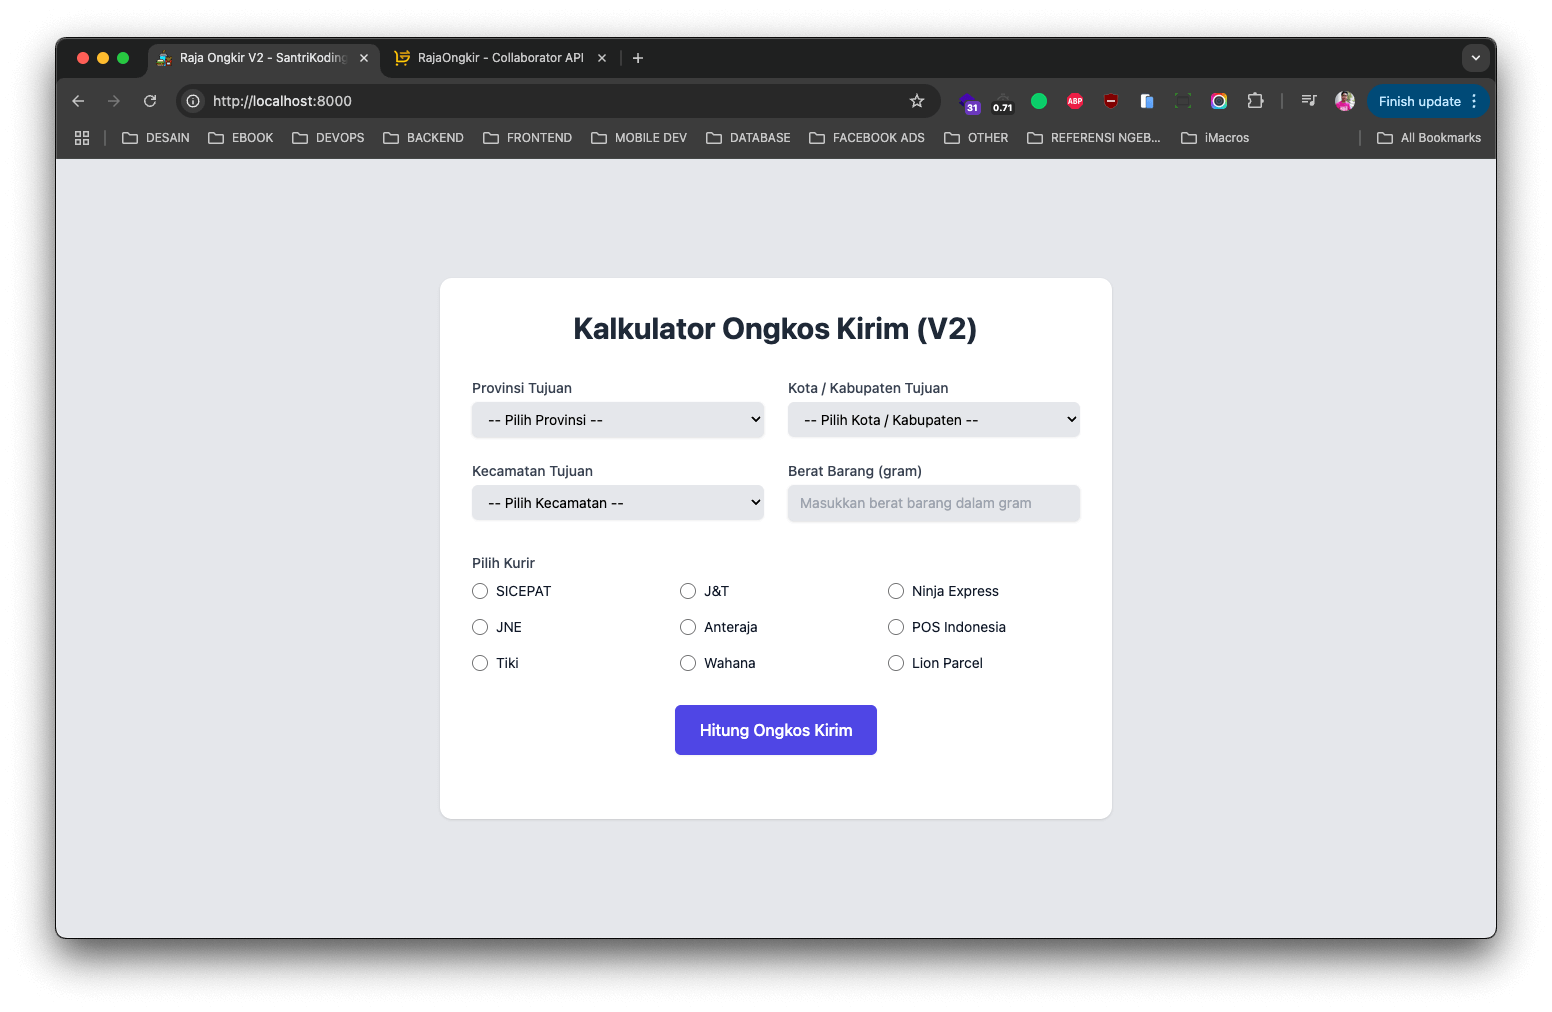 Raja Ongkir V2 - SantriKoding
RajaOngkir - Collaborator API
http://localhost:8000
31
0.71
ABP
Finish update
DESAIN
EBOOK
DEVOPS
BACKEND
FRONTEND
MOBILE DEV
DATABASE
FACEBOOK ADS
OTHER
REFERENSI NGEB...
iMacros
All Bookmarks
Kalkulator Ongkos Kirim (V2)
Provinsi Tujuan
-- Pilih Provinsi --
Kota / Kabupaten Tujuan
-- Pilih Kota / Kabupaten --
Kecamatan Tujuan
-- Pilih Kecamatan --
Berat Barang (gram)
Masukkan berat barang dalam gram
Pilih Kurir
SICEPAT
J&T
Ninja Express
JNE
Anteraja
POS Indonesia
Tiki
Wahana
Lion Parcel
Hitung Ongkos Kirim